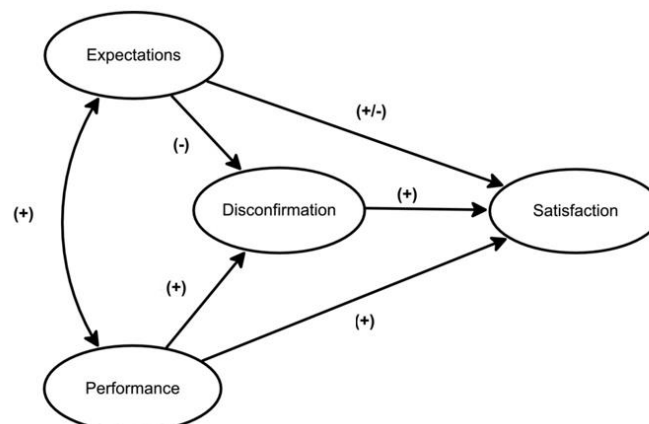 Expectations
(+/-)
(-)
(+)
Disconfirmation
(+)
Satisfaction
(+)
(+)
Performance